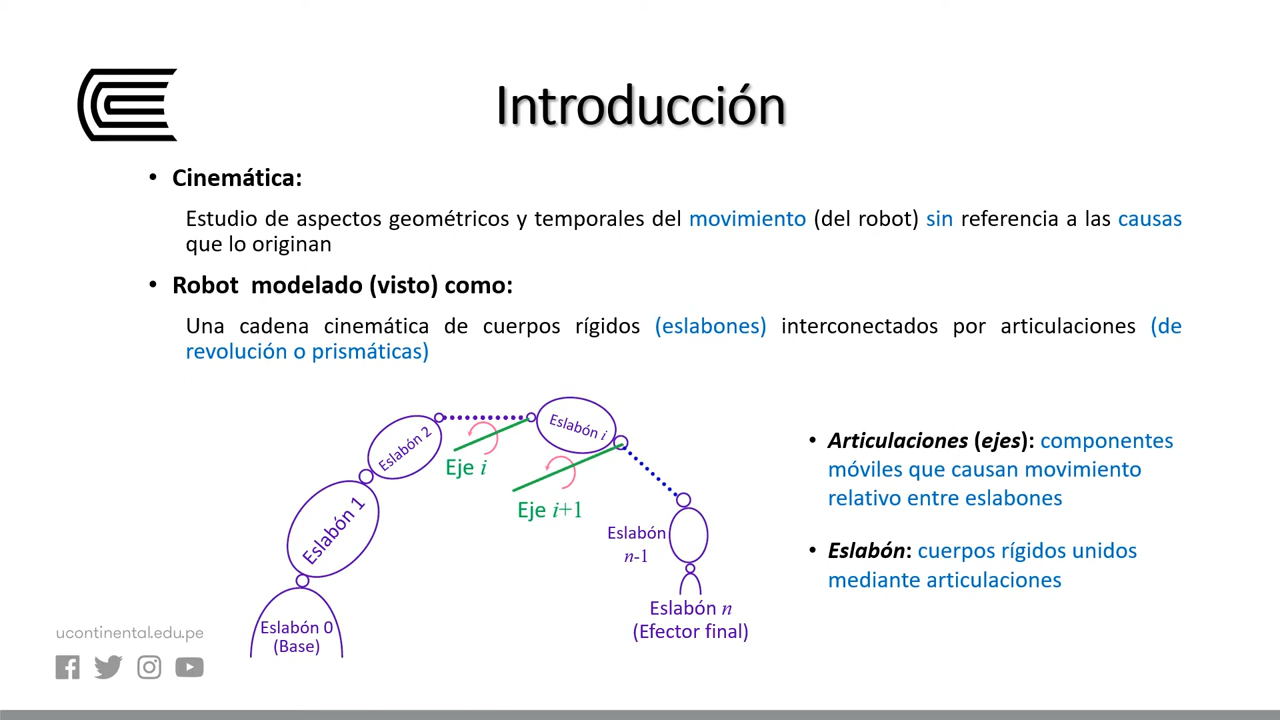 Introducción
• Cinemática:
Estudio de aspectos geométricos y temporales del movimiento (del robot) sin referencia a las causas
que lo originan
• Robot modelado (visto) como:
Una cadena cinemática de cuerpos rígidos (eslabones) interconectados por articulaciones (de
revolución o prismáticas)
Eslabón 0
(Base)
Eslabón 1
Eslabón 2
Eje i
Eslabón i
Eje i+1
Eslabón
n-1
Eslabón n
(Efector final)
• Articulaciones (ejes): componentes
móviles que causan movimiento
relativo entre eslabones
• Eslabón: cuerpos rígidos unidos
mediante articulaciones
ucontinental.edu.pe